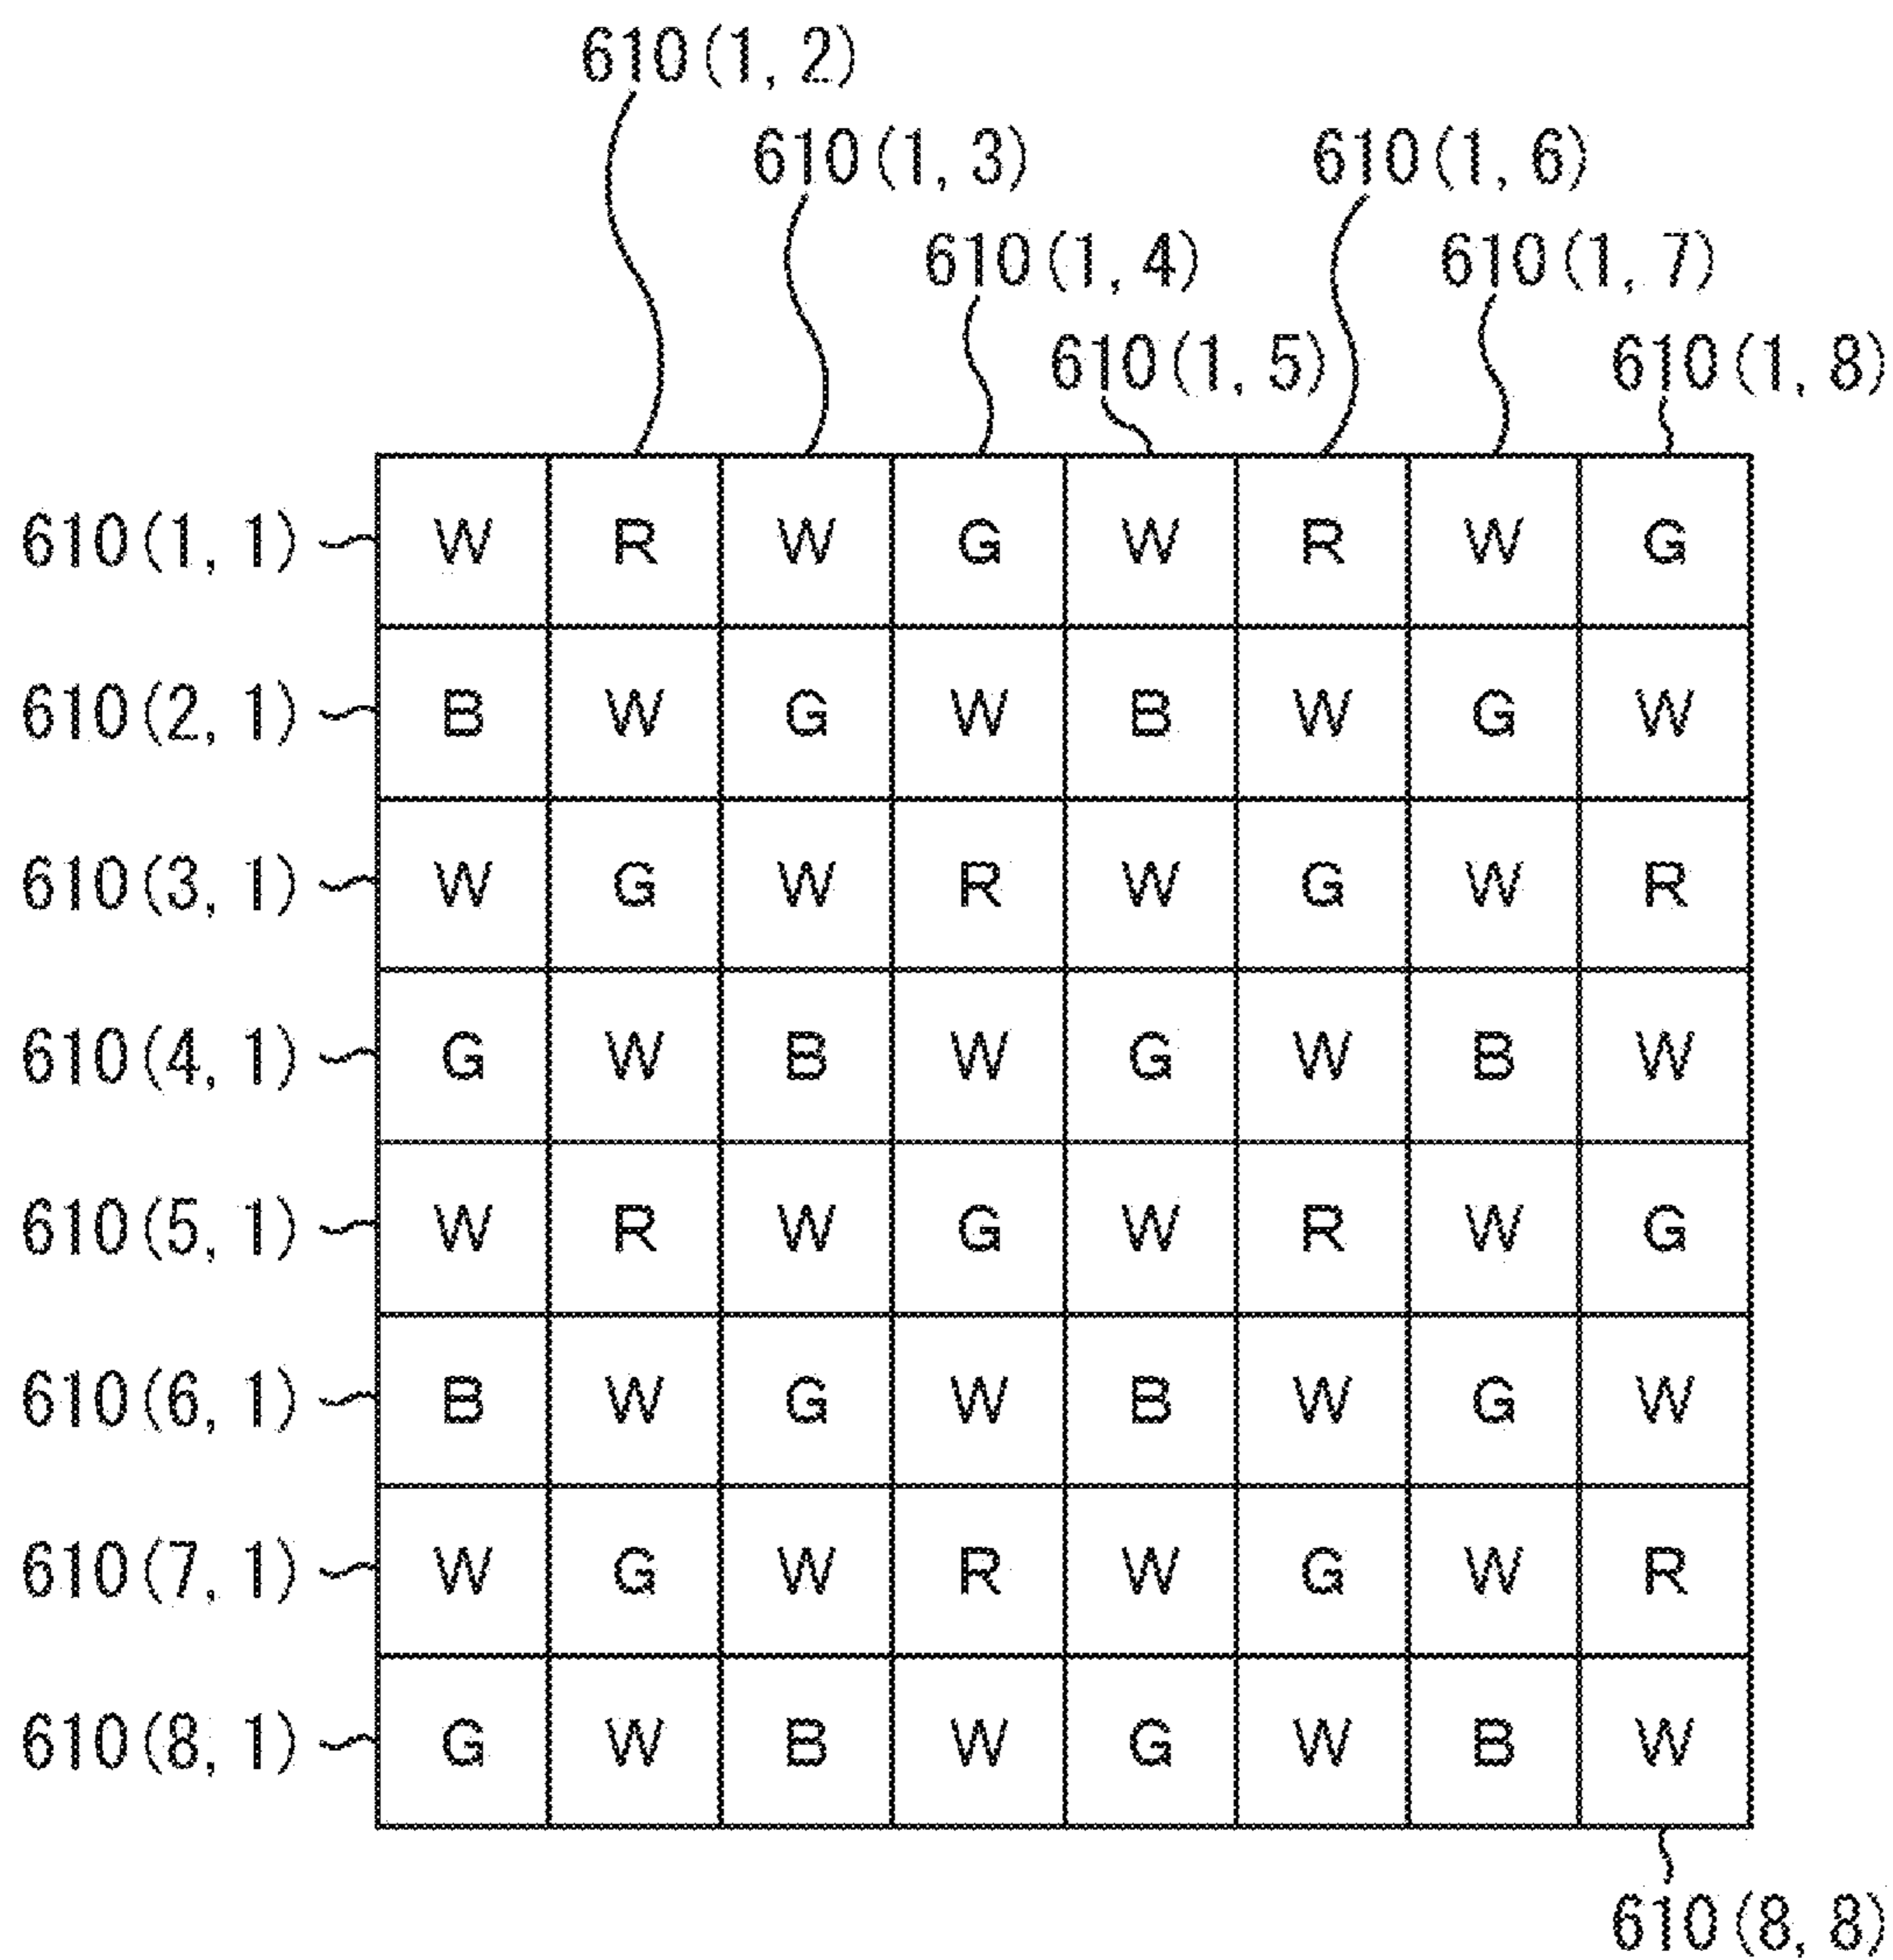 610(1, 2)
610(1, 3)
610(1, 6)
610(1, 4)
610(1, 7)
610(1, 5)
610(1, 8)
610(1, 1) W R W G W R W G
610(2, 1) B W G W B W G W
610(3, 1) W G W R W G W R
610(4, 1) G W B W G W B W
610(5, 1) W R W G W R W G
610(6, 1) B W G W B W G W
610(7, 1) W G W R W G W R
610(8, 1) G W B W G W B W
610(8, 8)